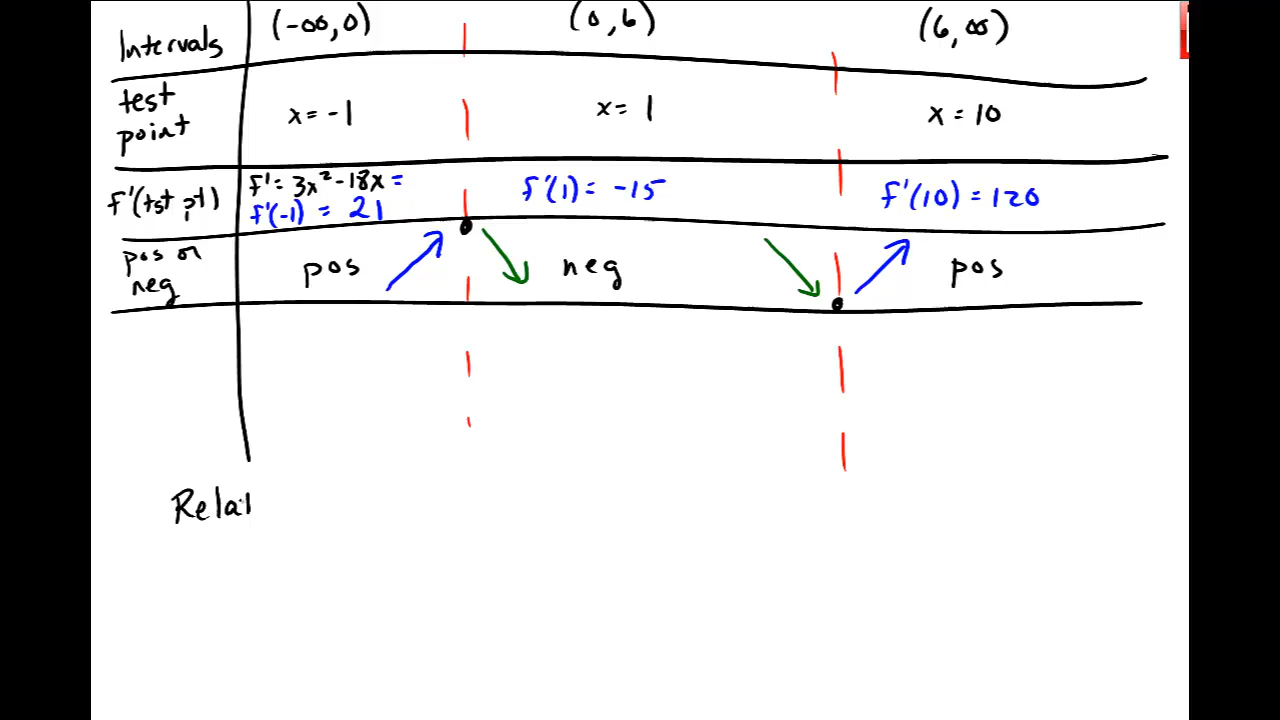 Intervals (-∞,0) (0,6) (6,∞)
test point x=-1 x=1 x=10
f'(tst pt) f'=3x²-18x= f'(1) = -15 f'(10)=120
f'(-1) = 21
pos or neg pos neg pos
Relat